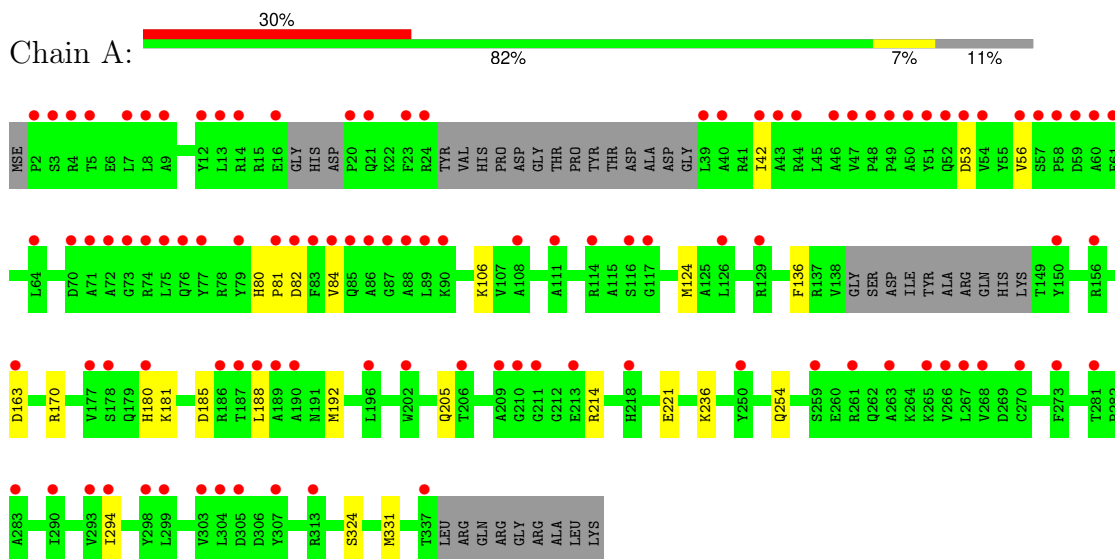 30%
Chain A:
82% 7% 11%
MSE P2 S3 R4 T5 E6 L7 L8 A9 Y12 L13 R14 R15 E16 GLY HIS ASP P20 Q21 K22 F23 R24 TYR VAL HIS PRO ASP GLY THR PRO TYR THR ASP ALA ASP GLY L39 A40 R41 I42 A43 R44 L45 A46 V47 P48 P49 A50 Y51 Q52 D53 V54 Y55 V56 S57 P58 D59 A60 E61
L64 D70 A71 A72 G73 R74 L75 Q76 Y77 R78 Y79 H80 P81 D82 F83 V84 Q85 A86 G87 A88 L89 K90 K106 V107 A108 A111 R114 A115 S116 G117 M124 A125 L126 R129 F136 R137 V138 GLY SER ASP ILE TYR ALA ARG GLN HIS LYS T149 Y150 R156
D163 R170 V177 S178 Q179 H180 K181 D185 R186 T187 L188 A189 A190 N191 M192 L196 W202 Q205 T206 A209 G210 G211 G212 E213 R214 H218 E221 K236 Y250 Q254 S259 E260 R261 Q262 A263 K264 K265 V266 L267 V268 D269 G270 F273 T281
A283 I290 V293 I294 Y298 L299 V303 L304 D305 D306 Y307 R313 S324 M331 T337 LEU ARG GLN ARG GLY ARG ALA LEU LYS